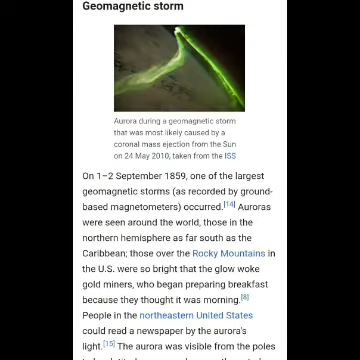 Geomagnetic storm
Aurora during a geomagnetic storm
that was most likely caused by a
coronal mass ejection from the Sun
on 24 May 2010, taken from the ISS
On 1–2 September 1859, one of the largest
geomagnetic storms (as recorded by ground-
based magnetometers) occurred.[14] Auroras
were seen around the world, those in the
northern hemisphere as far south as the
Caribbean; those over the Rocky Mountains in
the U.S. were so bright that the glow woke
gold miners, who began preparing breakfast
because they thought it was morning.[8]
People in the northeastern United States
could read a newspaper by the aurora's
light.[15] The aurora was visible from the poles